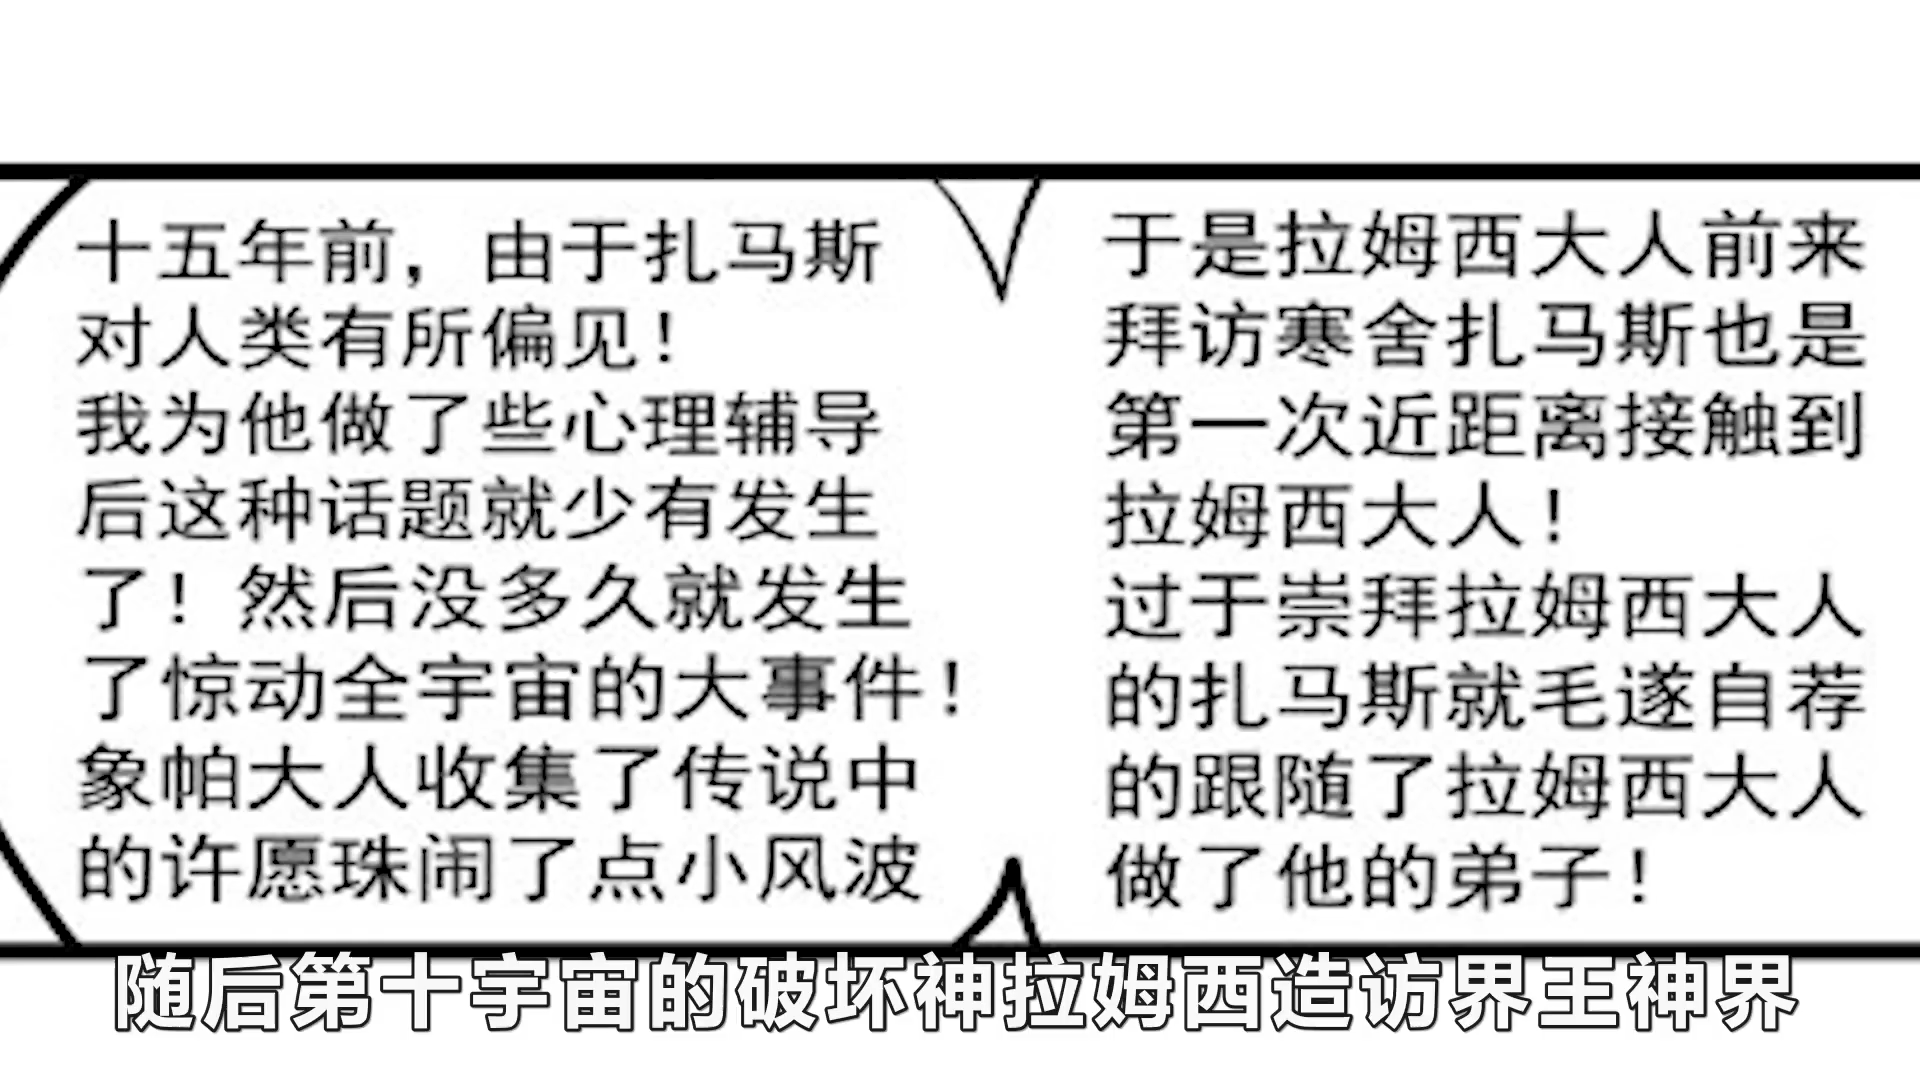 十五年前，由于扎马斯
对人类有所偏见！
我为他做了些心理辅导
后这种话题就少有发生
了！然后没多久就发生
了惊动全宇宙的大事件！
象帕大人收集了传说中
的许愿珠闹了点小风波
于是拉姆西大人前来
拜访寒舍扎马斯也是
第一次近距离接触到
拉姆西大人！
过于崇拜拉姆西大人
的扎马斯就毛遂自荐
的跟随了拉姆西大人
做了他的弟子！
随后第十宇宙的破坏神拉姆西造访界王神界